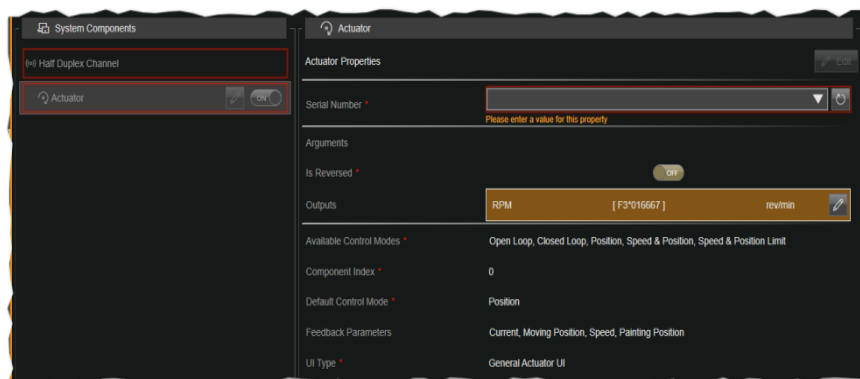 System Components
Half Duplex Channel
Actuator
ON
Actuator
Actuator Properties
Edit
Serial Number *
Please enter a value for this property
Arguments
Is Reversed *
OFF
Outputs
RPM [ F3*016667 ] rev/min
Available Control Modes *
Open Loop, Closed Loop, Position, Speed & Position, Speed & Position Limit
Component Index *
0
Default Control Mode *
Position
Feedback Parameters
Current, Moving Position, Speed, Painting Position
UI Type *
General Actuator UI